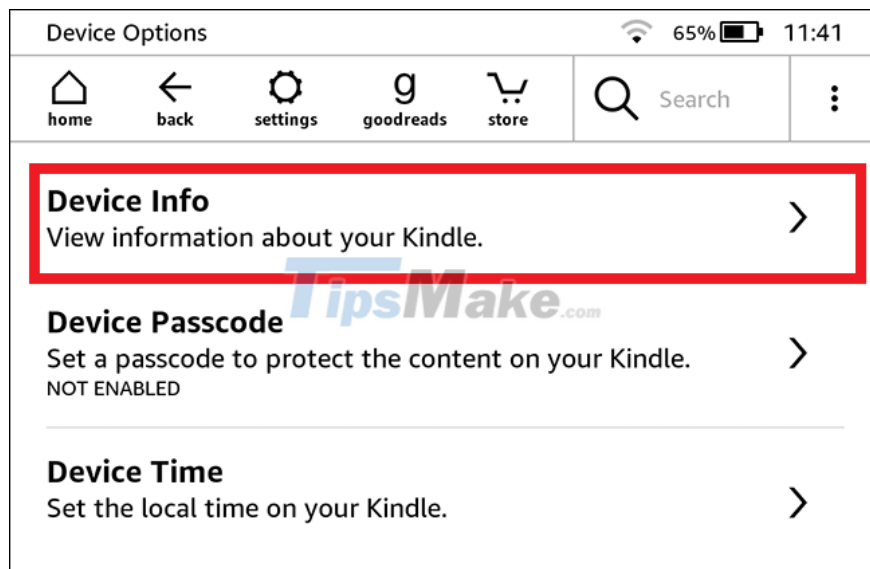 Device Options 65% 11:41
home back settings goodreads store Search
Device Info
View information about your Kindle.
TipsMake.com
Device Passcode
Set a passcode to protect the content on your Kindle.
NOT ENABLED
Device Time
Set the local time on your Kindle.